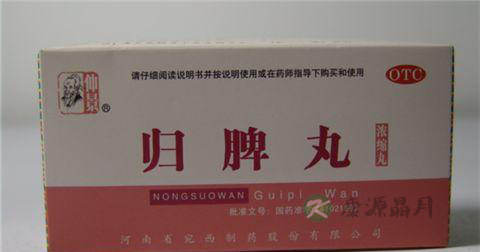 请仔细阅读说明书并按说明使用或在药师指导下购买和使用
OTC
仲景®
归脾丸
浓缩丸
NONGSUOWAN Guipi Wan
批准文号：国药准
河南省宛西制药股份有限公司